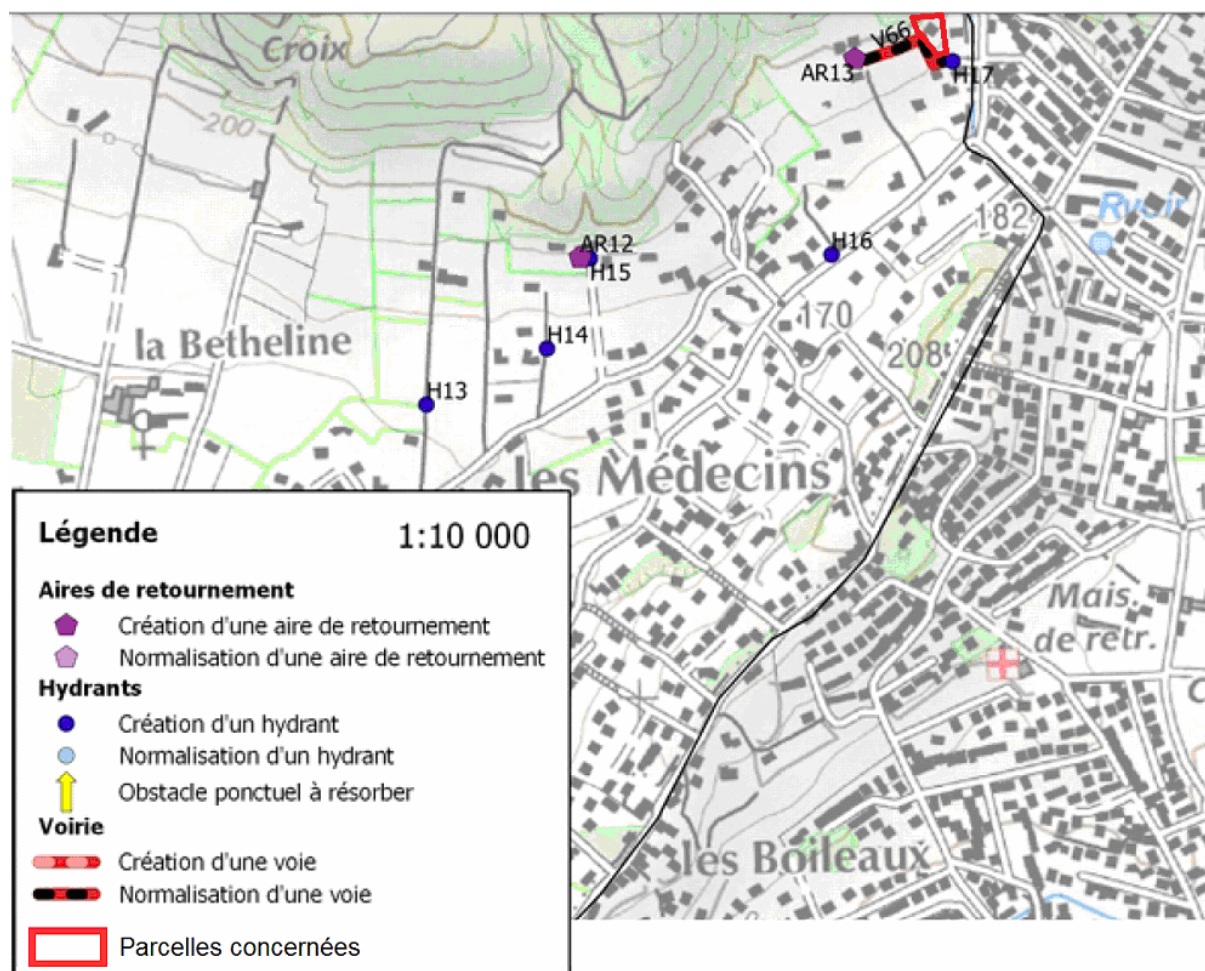 Croix
200
V66
AR13
H17
182
Rvoir
AR12
H15
H16
170
H14
208
la Betheline
H13
les Médecins
Légende
1:10 000
Aires de retournement
Création d'une aire de retournement
Normalisation d'une aire de retournement
Hydrants
Création d'un hydrant
Normalisation d'un hydrant
Obstacle ponctuel à résorber
Voirie
Création d'une voie
Normalisation d'une voie
Parcelles concernées
Mais.
de retr.
les Boileaux